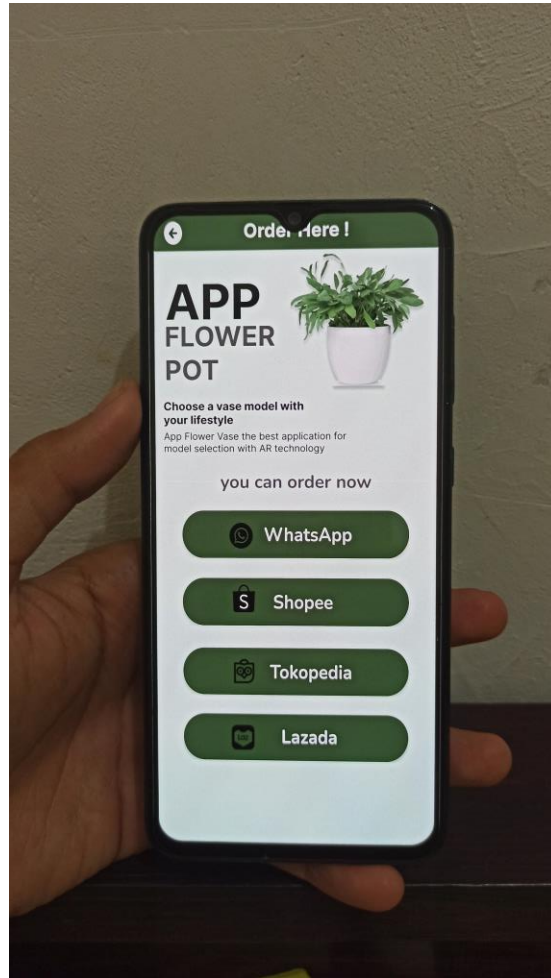 Order Here !
APP
FLOWER
POT
Choose a vase model with
your lifestyle
App Flower Vase the best application for
model selection with AR technology
you can order now
WhatsApp
S Shopee
Tokopedia
Lazada